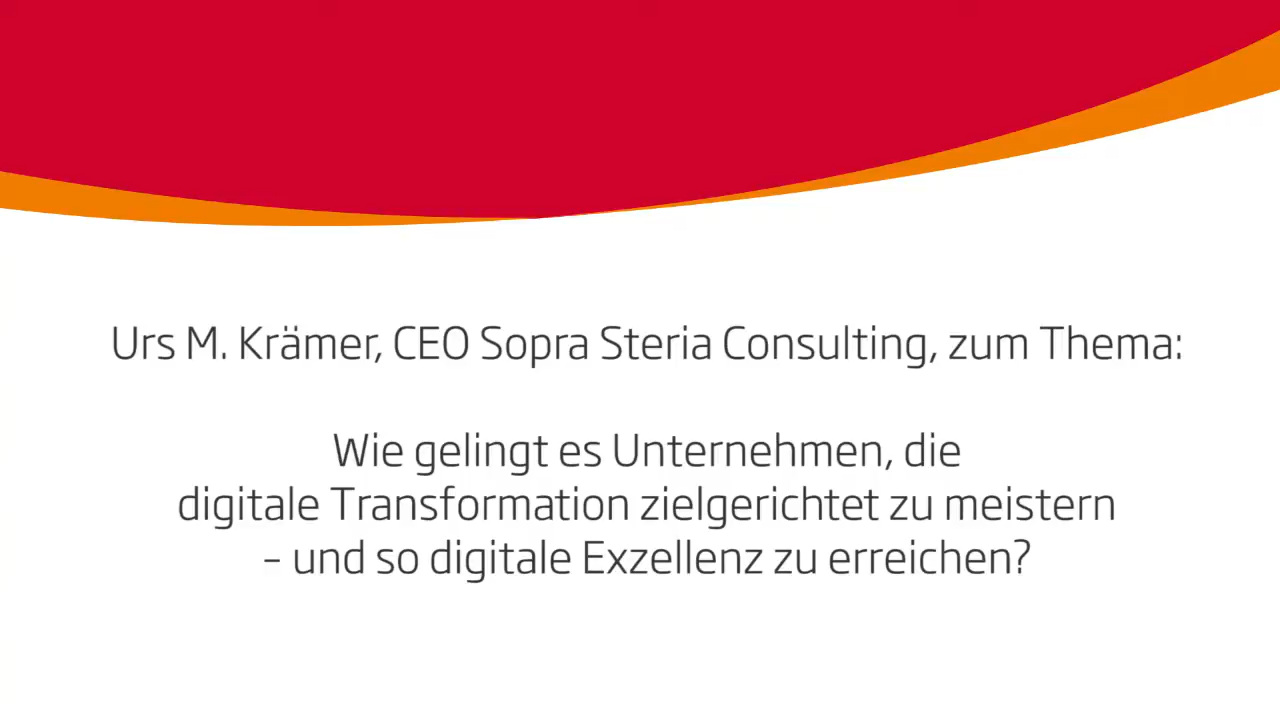 Urs M. Krämer, CEO Sopra Steria Consulting, zum Thema:
Wie gelingt es Unternehmen, die
digitale Transformation zielgerichtet zu meistern
– und so digitale Exzellenz zu erreichen?